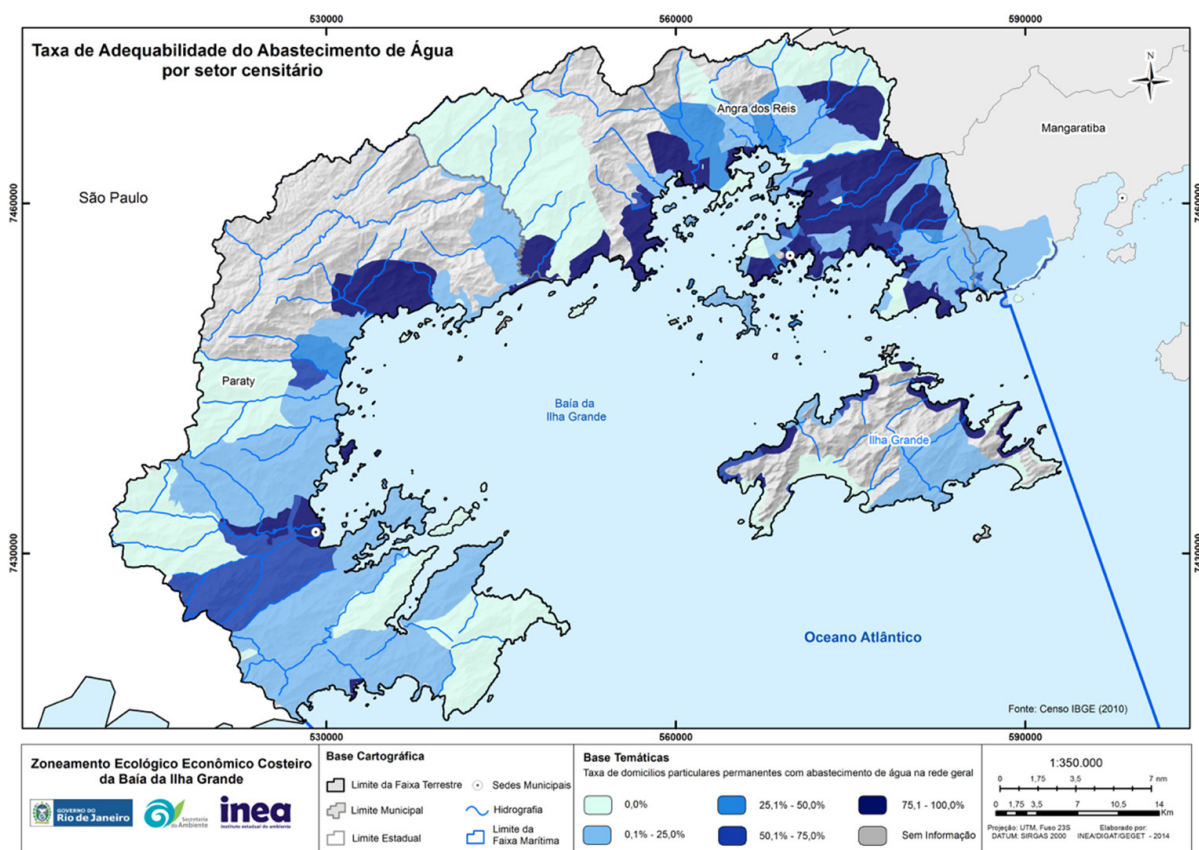 530000
560000
590000
Taxa de Adequabilidade do Abastecimento de Água
por setor censitário
N
Angra dos Reis
Mangaratiba
São Paulo
7460000
7460000
Paraty
Baía da
Ilha Grande
Ilha Grande
7430000
7430000
Oceano Atlântico
Fonte: Censo IBGE (2010)
530000
560000
590000
Zoneamento Ecológico Econômico Costeiro
da Baía da Ilha Grande
GOVERNO DO
Rio de Janeiro
Secretaria
do Ambiente
inea
instituto estadual do ambiente
Base Cartográfica
Limite da Faixa Terrestre
Sedes Municipais
Limite Municipal
Hidrografia
Limite Estadual
Limite da
Faixa Marítima
Base Temáticas
Taxa de domicilios particulares permanentes com abastecimento de água na rede geral
0,0%
25,1% - 50,0%
75,1 - 100,0%
0,1% - 25,0%
50,1% - 75,0%
Sem Informação
1:350.000
0 1,75 3,5 7 nm
0 1,75 3,5 7 10,5 14
Km
Projeção: UTM, Fuso 23S
DATUM: SIRGAS 2000
Elaborado por:
INEA/DIGAT/GEGET - 2014